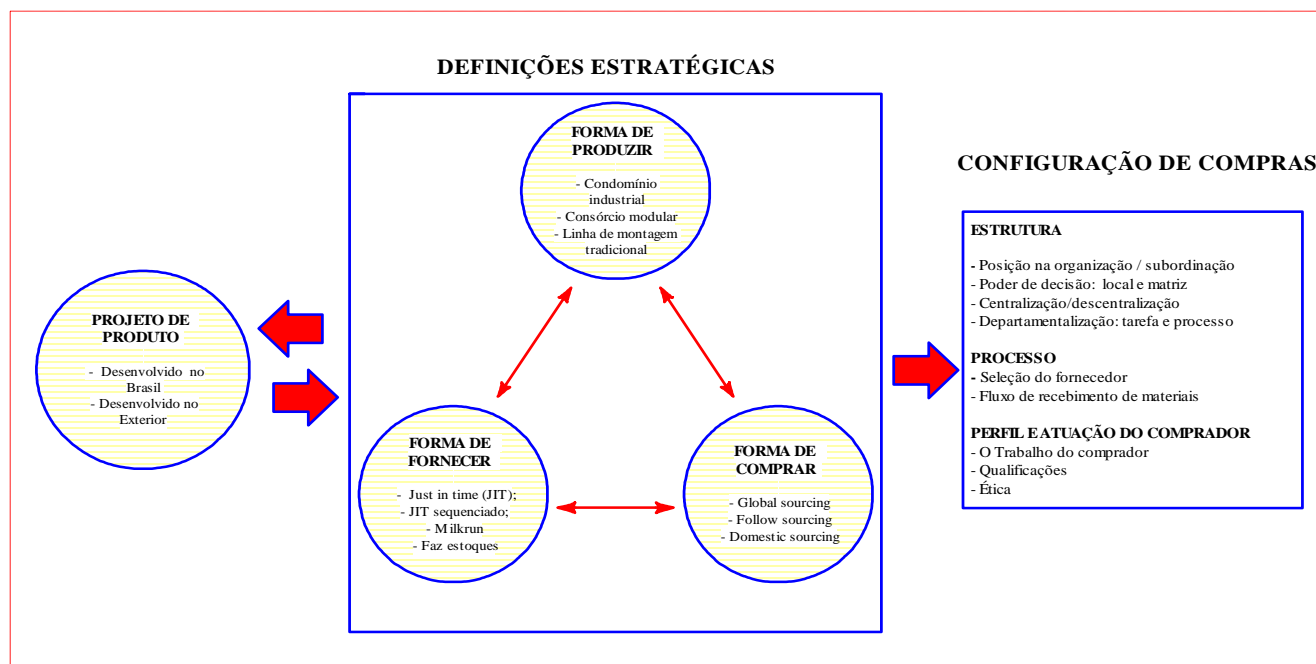 DEFINIÇÕES ESTRATÉGICAS
FORMA DE
PRODUZIR
- Condomínio
industrial
- Consórcio modular
- Linha de montagem
tradicional
PROJETO DE
PRODUTO
- Desenvolvido no
Brasil
- Desenvolvido no
Exterior
FORMA DE
FORNECER
- Just in time (JIT);
- JIT sequenciado;
- Milkrun
- Faz estoques
FORMA DE
COMPRAR
- Global sourcing
- Follow sourcing
- Domestic sourcing
CONFIGURAÇÃO DE COMPRAS
ESTRUTURA
- Posição na organização / subordinação
- Poder de decisão: local e matriz
- Centralização/descentralização
- Departamentalização: tarefa e processo
PROCESSO
- Seleção do fornecedor
- Fluxo de recebimento de materiais
PERFIL E ATUAÇÃO DO COMPRADOR
- O Trabalho do comprador
- Qualificações
- Ética